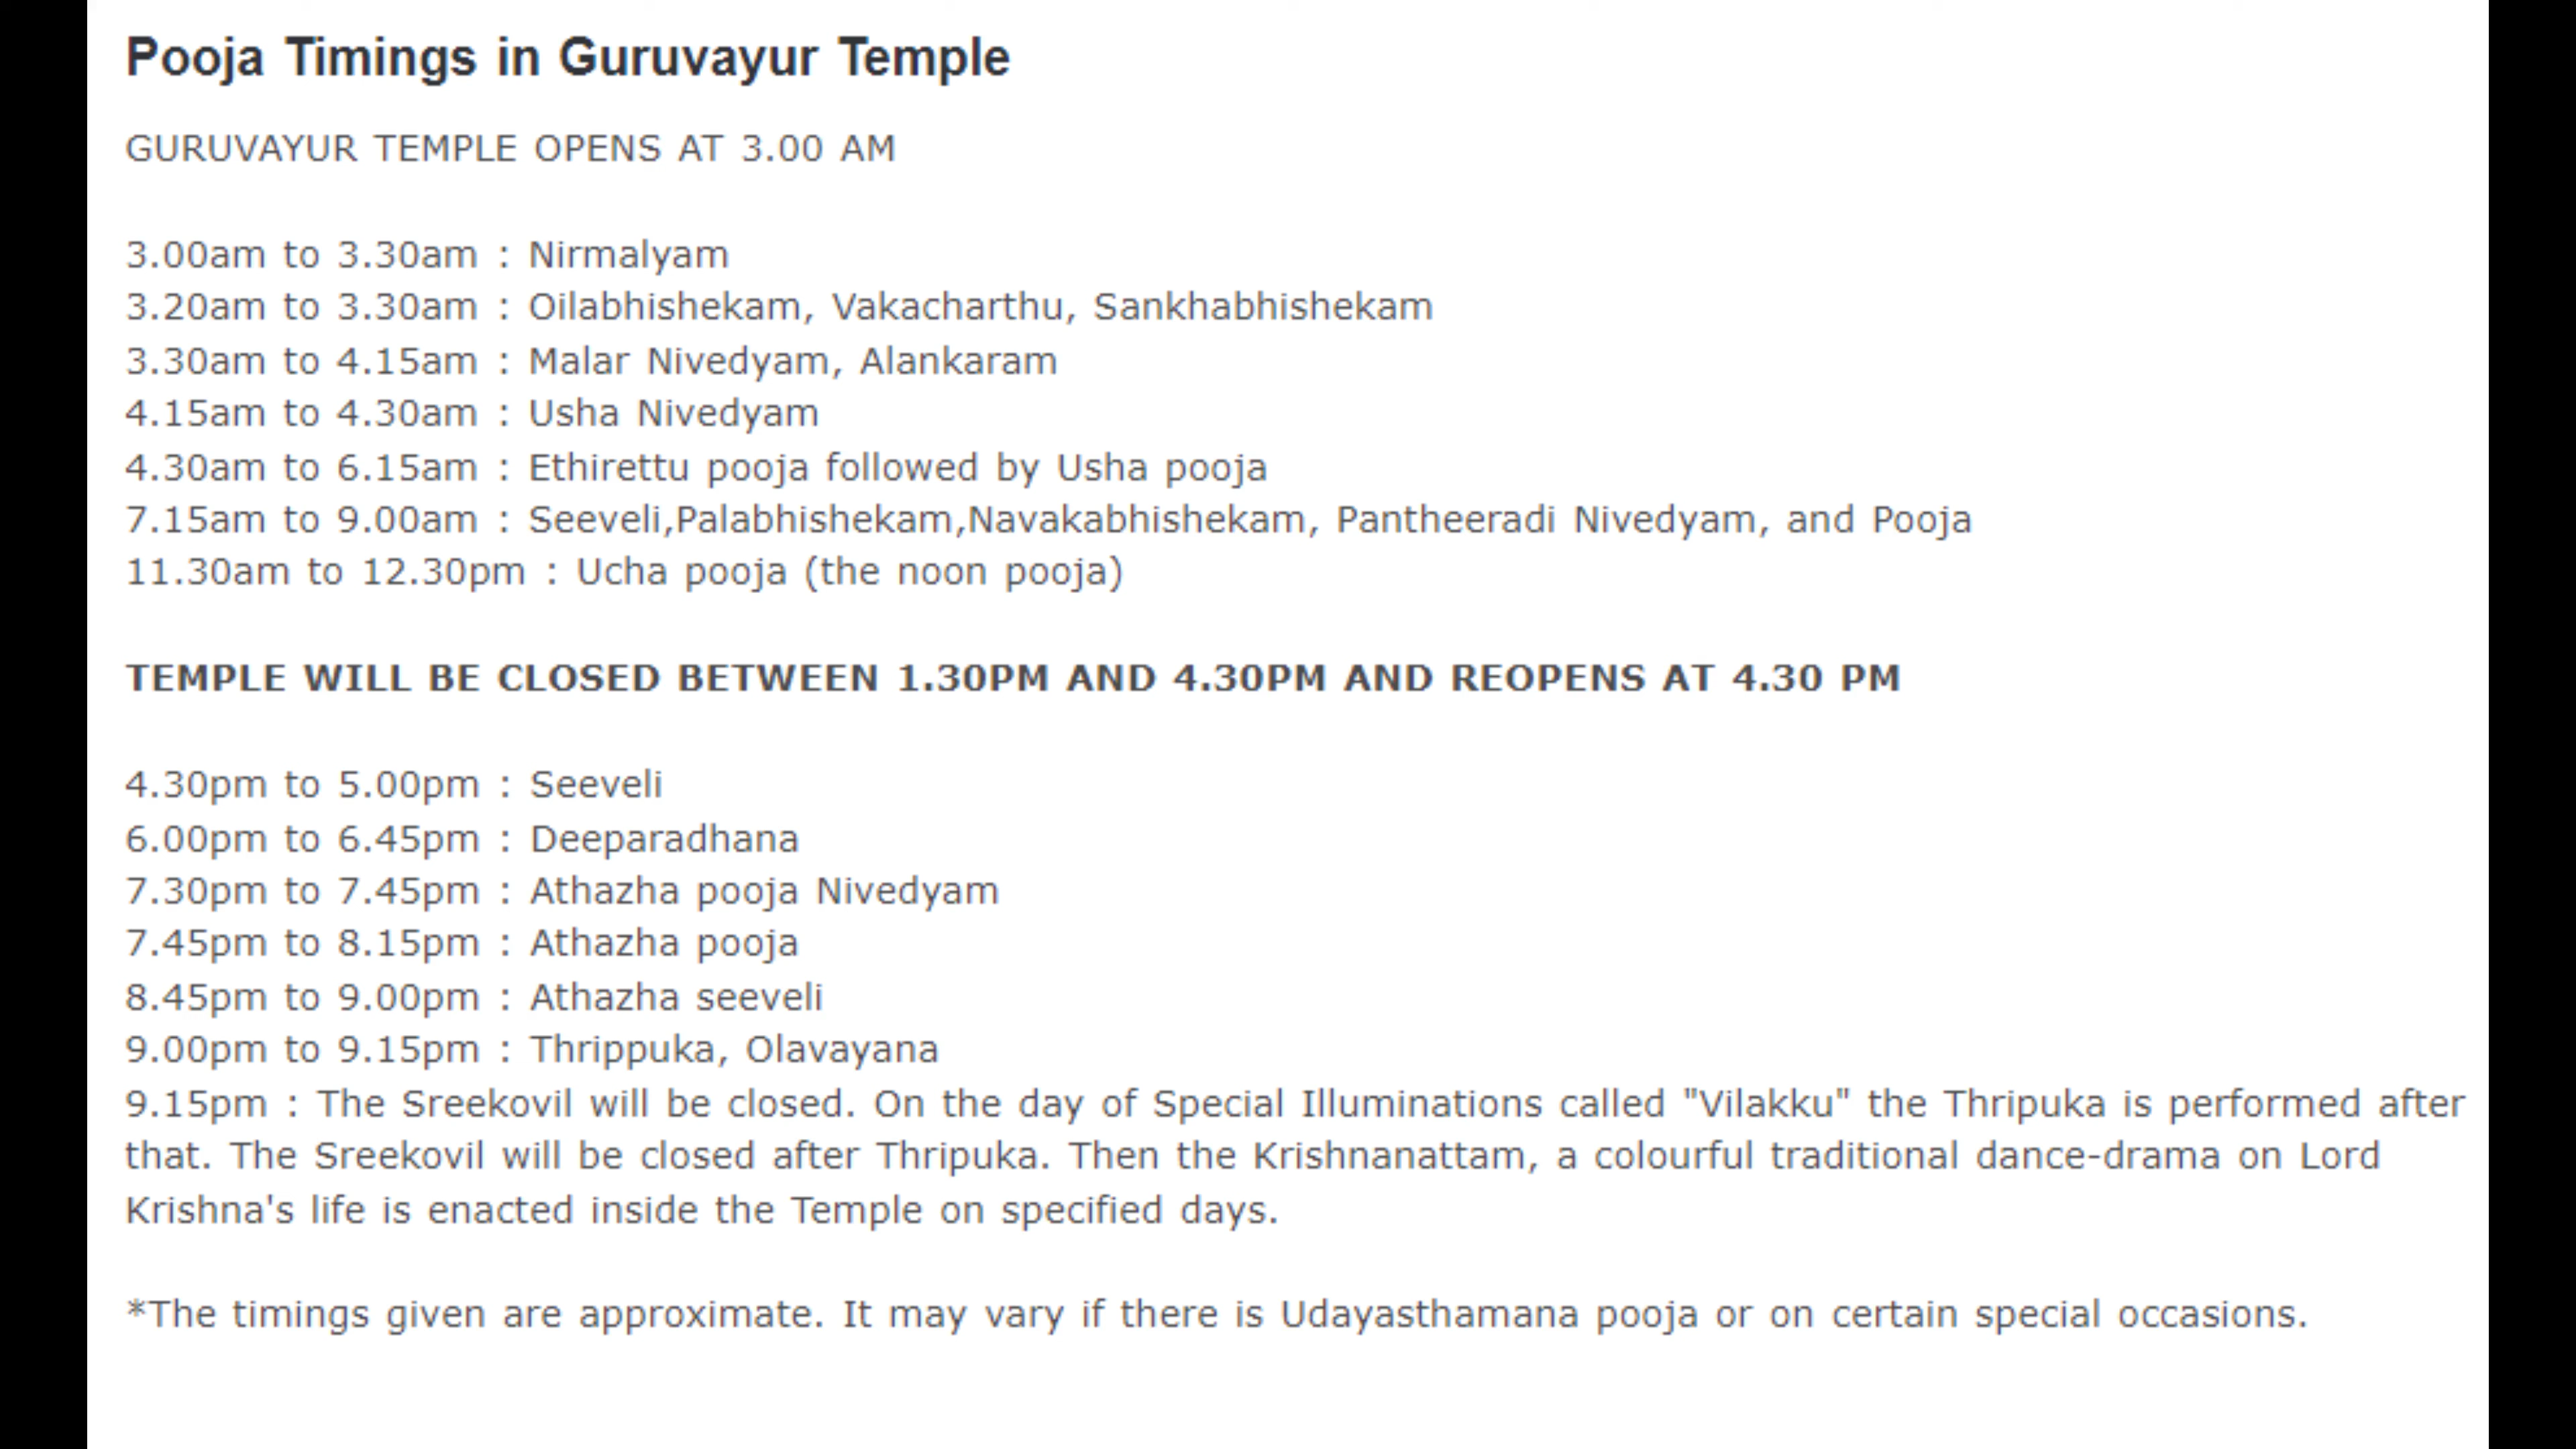 Pooja Timings in Guruvayur Temple
GURUVAYUR TEMPLE OPENS AT 3.00 AM
3.00am to 3.30am : Nirmalyam
3.20am to 3.30am : Oilabhishekam, Vakacharthu, Sankhabhishekam
3.30am to 4.15am : Malar Nivedyam, Alankaram
4.15am to 4.30am : Usha Nivedyam
4.30am to 6.15am : Ethirettu pooja followed by Usha pooja
7.15am to 9.00am : Seeveli,Palabhishekam,Navakabhishekam, Pantheeradi Nivedyam, and Pooja
11.30am to 12.30pm : Ucha pooja (the noon pooja)
TEMPLE WILL BE CLOSED BETWEEN 1.30PM AND 4.30PM AND REOPENS AT 4.30 PM
4.30pm to 5.00pm : Seeveli
6.00pm to 6.45pm : Deeparadhana
7.30pm to 7.45pm : Athazha pooja Nivedyam
7.45pm to 8.15pm : Athazha pooja
8.45pm to 9.00pm : Athazha seeveli
9.00pm to 9.15pm : Thrippuka, Olavayana
9.15pm : The Sreekovil will be closed. On the day of Special Illuminations called "Vilakku" the Thripuka is performed after
that. The Sreekovil will be closed after Thripuka. Then the Krishnanattam, a colourful traditional dance-drama on Lord
Krishna's life is enacted inside the Temple on specified days.
*The timings given are approximate. It may vary if there is Udayasthamana pooja or on certain special occasions.